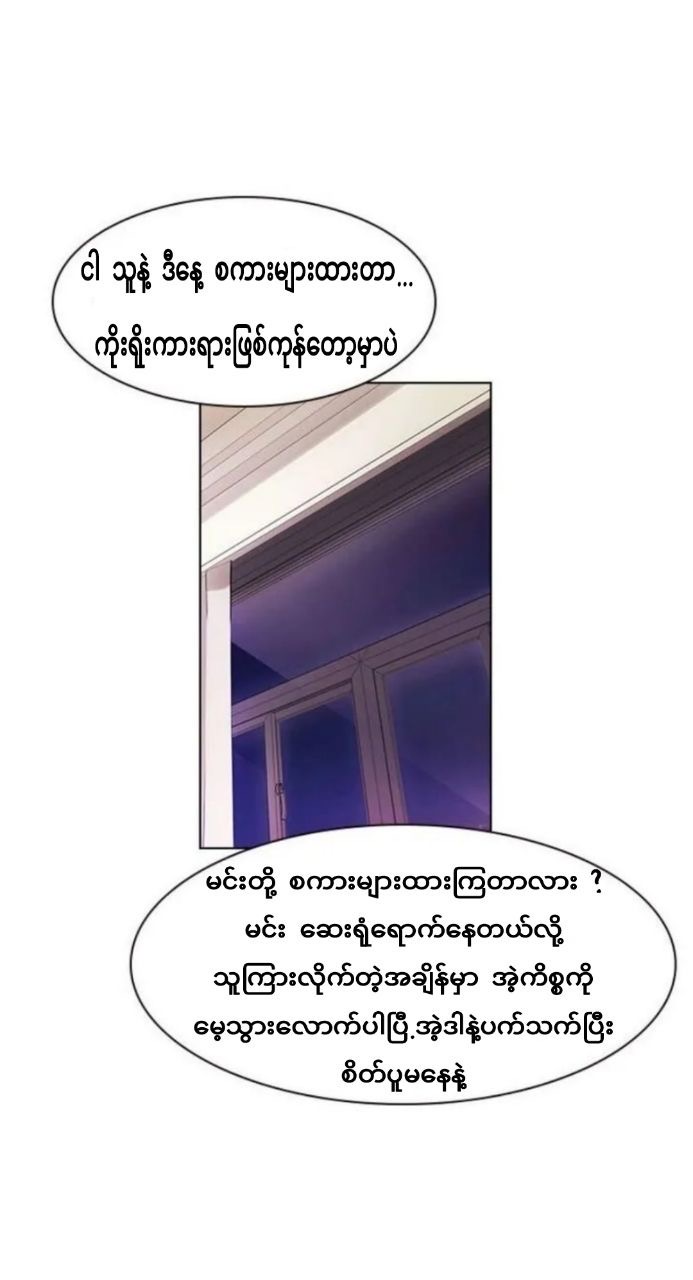 ငါ သူနဲ့ ဒီနေ့ စကားများထားတာ...
ကိုးရိုးကားရားဖြစ်ကုန်တော့မှာပဲ
မင်းတို့ စကားများထားကြတာလား ?
မင်း ဆေးရုံရောက်နေတယ်လို့
သူကြားလိုက်တဲ့အချိန်မှာ အဲ့ကိစ္စကို
မေ့သွားလောက်ပါပြီ.အဲ့ဒါနဲ့ပက်သက်ပြီး
စိတ်ပူမနေနဲ့